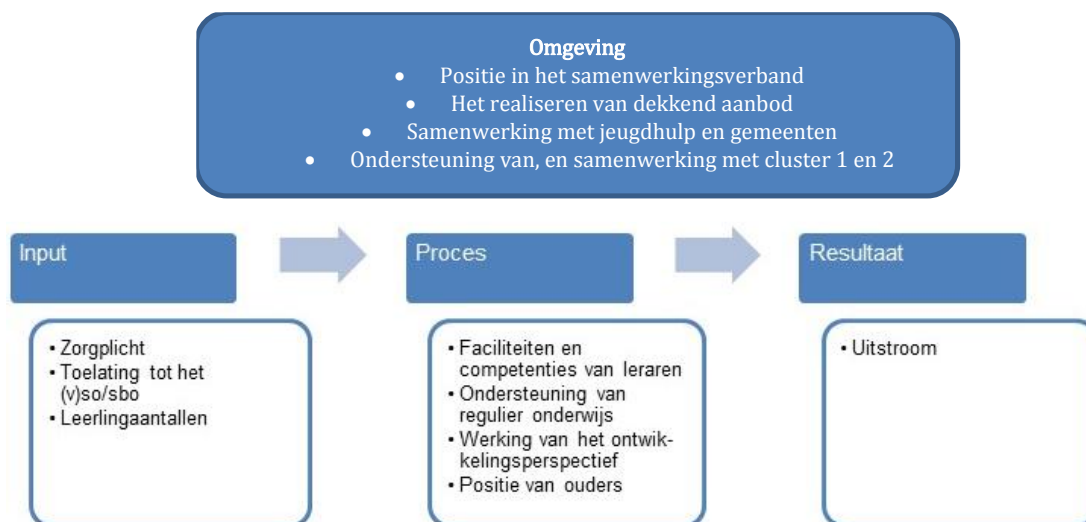 Omgeving
• Positie in het samenwerkingsverband
• Het realiseren van dekkend aanbod
• Samenwerking met jeugdhulp en gemeenten
• Ondersteuning van, en samenwerking met cluster 1 en 2
Input
• Zorgplicht
• Toelating tot het
(v)so/sbo
• Leerlingaantallen
Proces
• Faciliteiten en
competenties van leraren
• Ondersteuning van
regulier onderwijs
• Werking van het ontwik-
kelingsperspectief
• Positie van ouders
Resultaat
• Uitstroom